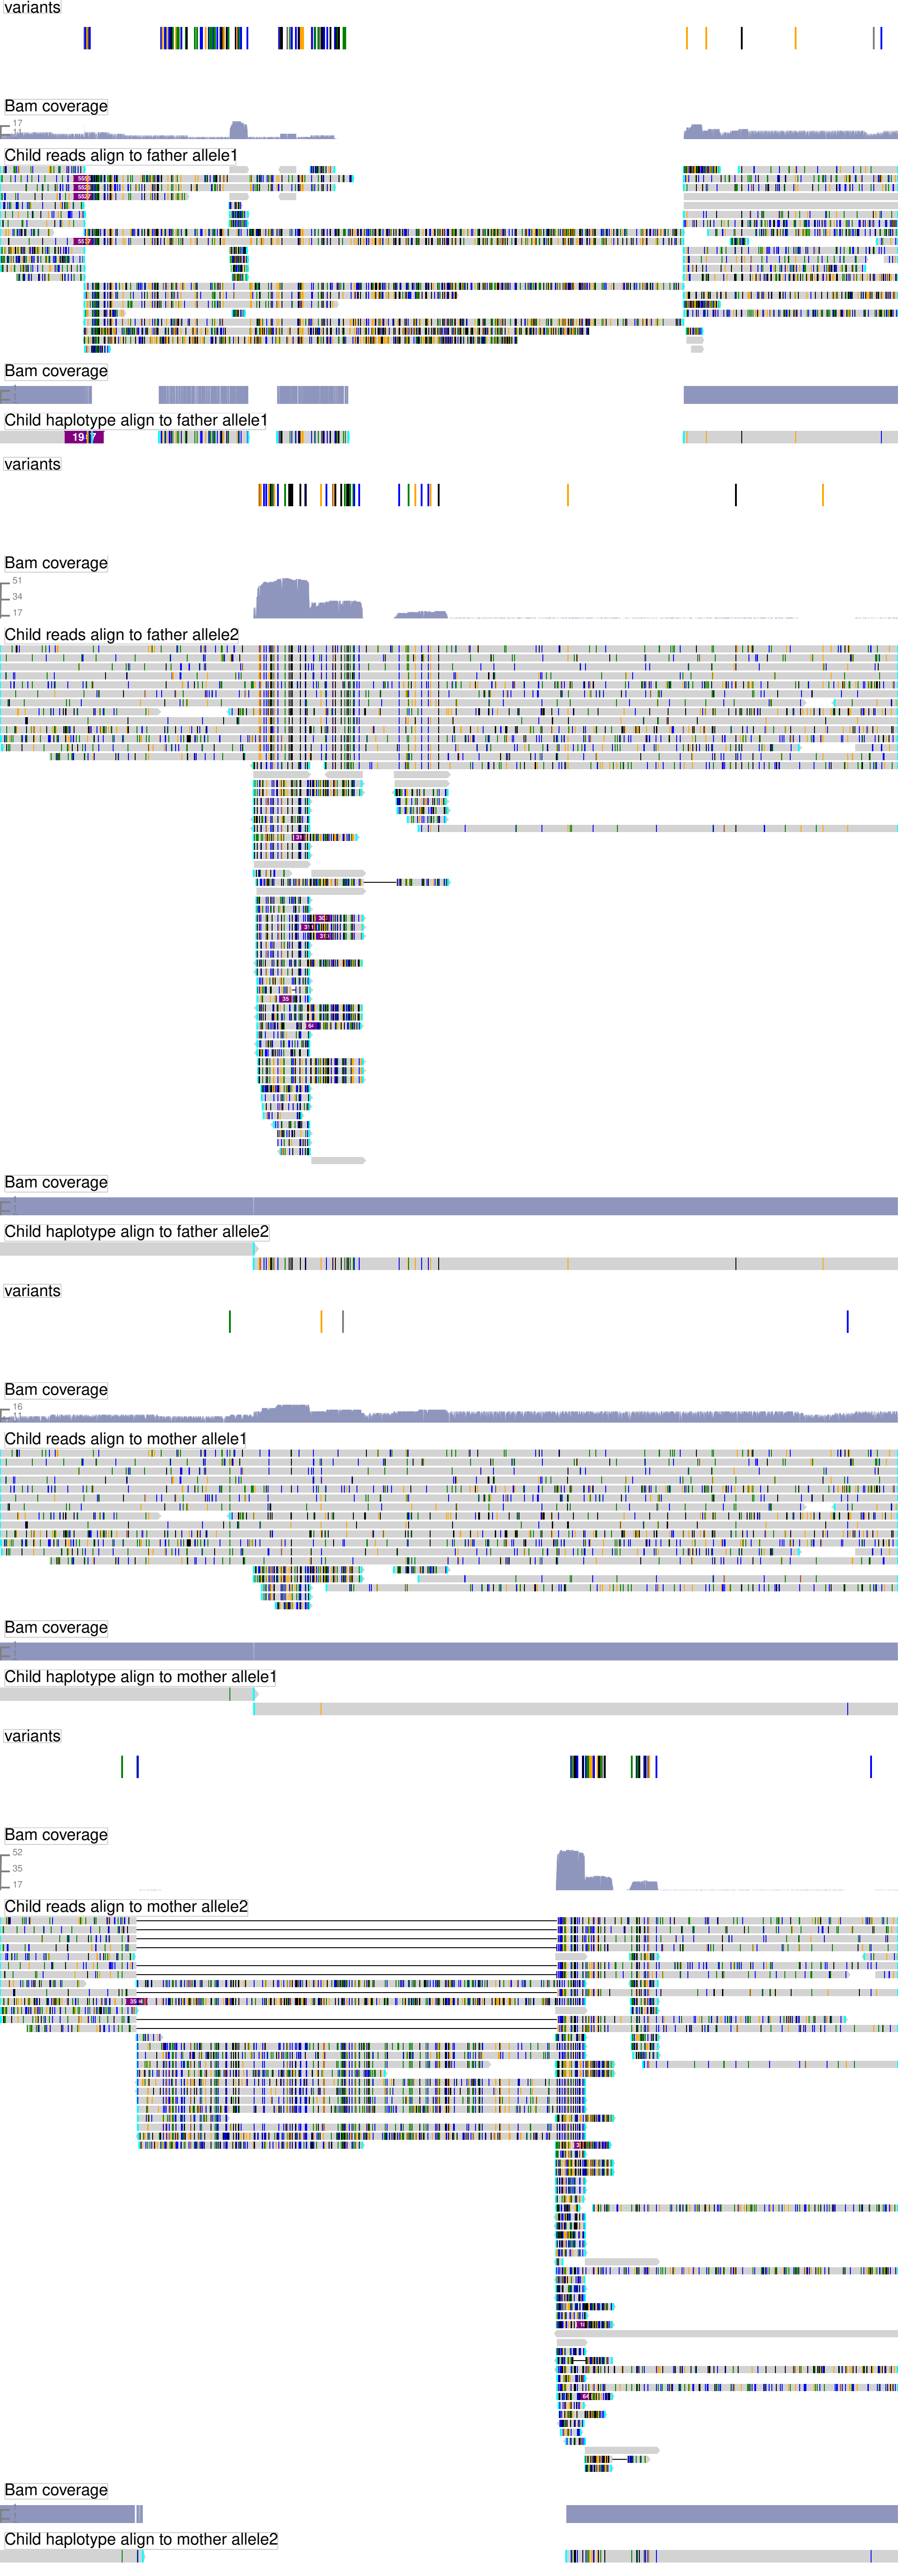 variants
Bam coverage
17
11
Child reads align to father allele1
Bam coverage
Child haplotype align to father allele1
variants
Bam coverage
51
34
17
Child reads align to father allele2
31
35
Bam coverage
Child haplotype align to father allele2
variants
Bam coverage
16
11
Child reads align to mother allele1
Bam coverage
Child haplotype align to mother allele1
variants
Bam coverage
52
35
17
Child reads align to mother allele2
Bam coverage
Child haplotype align to mother allele2